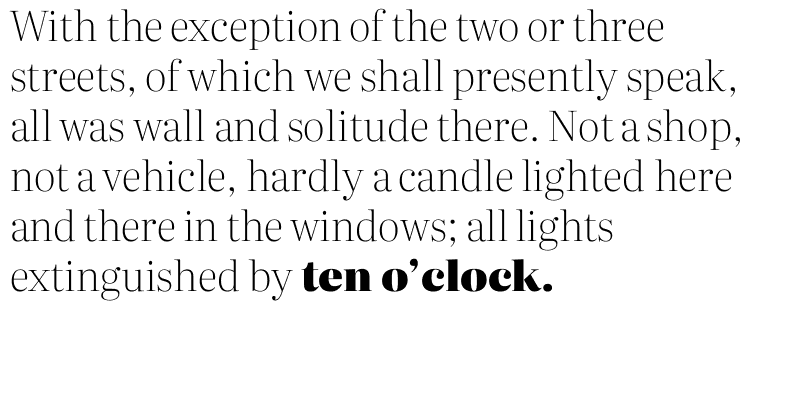 With the exception of the two or three
streets, of which we shall presently speak,
all was wall and solitude there. Not a shop,
not a vehicle, hardly a candle lighted here
and there in the windows; all lights
extinguished by ten o’clock.